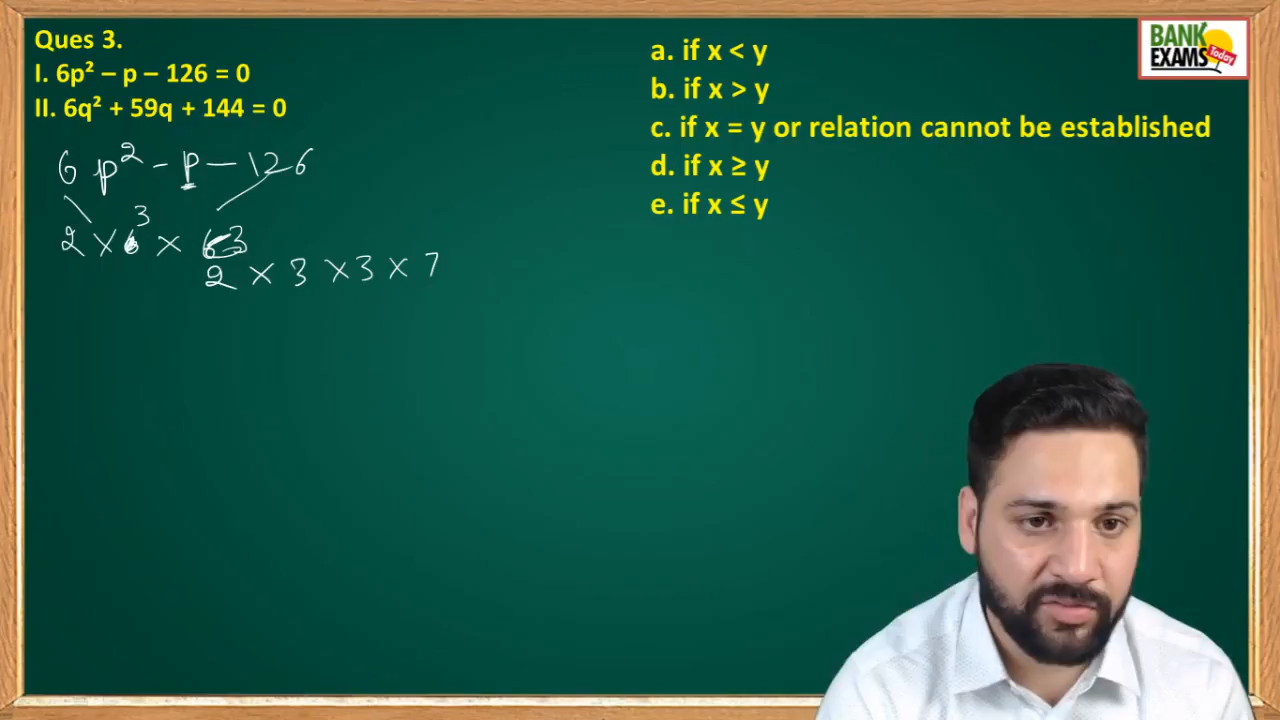 Ques 3.
I. 6p² – p – 126 = 0
II. 6q² + 59q + 144 = 0
6 p² – p – 126
2 × 3 × 63
2 × 3 × 3 × 7
a. if x < y
b. if x > y
c. if x = y or relation cannot be established
d. if x ≥ y
e. if x ≤ y
BANK
EXAMS Today